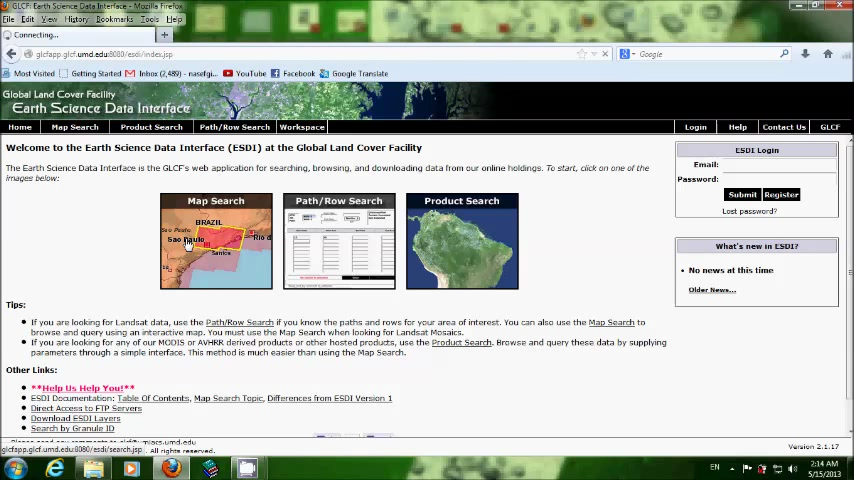 GLCF: Earth Science Data Interface - Mozilla Firefox
File Edit View History Bookmarks Tools Help
Connecting...
glcfapp.glcf.umd.edu:8080/esdi/index.jsp
Google
Most Visited Getting Started Inbox (2,489) - nasefgi... YouTube Facebook Google Translate
Global Land Cover Facility
Earth Science Data Interface
Home Map Search Product Search Path/Row Search Workspace Login Help Contact Us GLCF
Welcome to the Earth Science Data Interface (ESDI) at the Global Land Cover Facility
The Earth Science Data Interface is the GLCF's web application for searching, browsing, and downloading data from our online holdings. To start, click on one of the
images below:
ESDI Login
Email:
Password:
Submit Register
Lost password?
Map Search
BRAZIL
Sao Paulo
Sao Paulo
Rio d
Santos
Path/Row Search
Product Search
What's new in ESDI?
No news at this time
Older News...
Tips:
If you are looking for Landsat data, use the Path/Row Search if you know the paths and rows for your area of interest. You can also use the Map Search to
browse and query using an interactive map. You must use the Map Search when looking for Landsat Mosaics.
If you are looking for any of our MODIS or AVHRR derived products or other hosted products, use the Product Search. Browse and query these data by supplying
parameters through a simple interface. This method is much easier than using the Map Search.
Other Links:
**Help Us Help You!**
ESDI Documentation: Table Of Contents, Map Search Topic, Differences from ESDI Version 1
Direct Access to FTP Servers
Download ESDI Layers
Search by Granule ID
glcfapp.glcf.umd.edu:8080/esdi/search.jsp
Version 2.1.17
EN
2:14 AM
5/15/2013